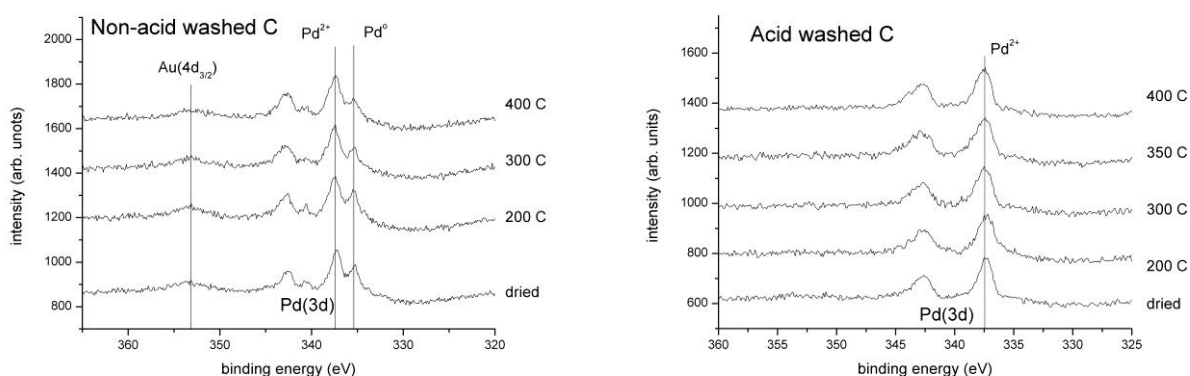 Non-acid washed C
Pd2+
Pdo
Au(4d3/2)
400 C
300 C
200 C
dried
Pd(3d)
2000
1800
1600
1400
1200
1000
800
intensity (arb. unots)
360
350
340
330
320
binding energy (eV)
Acid washed C
Pd2+
400 C
350 C
300 C
200 C
dried
Pd(3d)
1600
1400
1200
1000
800
600
intensity (arb. units)
360
355
350
345
340
335
330
325
binding energy (eV)